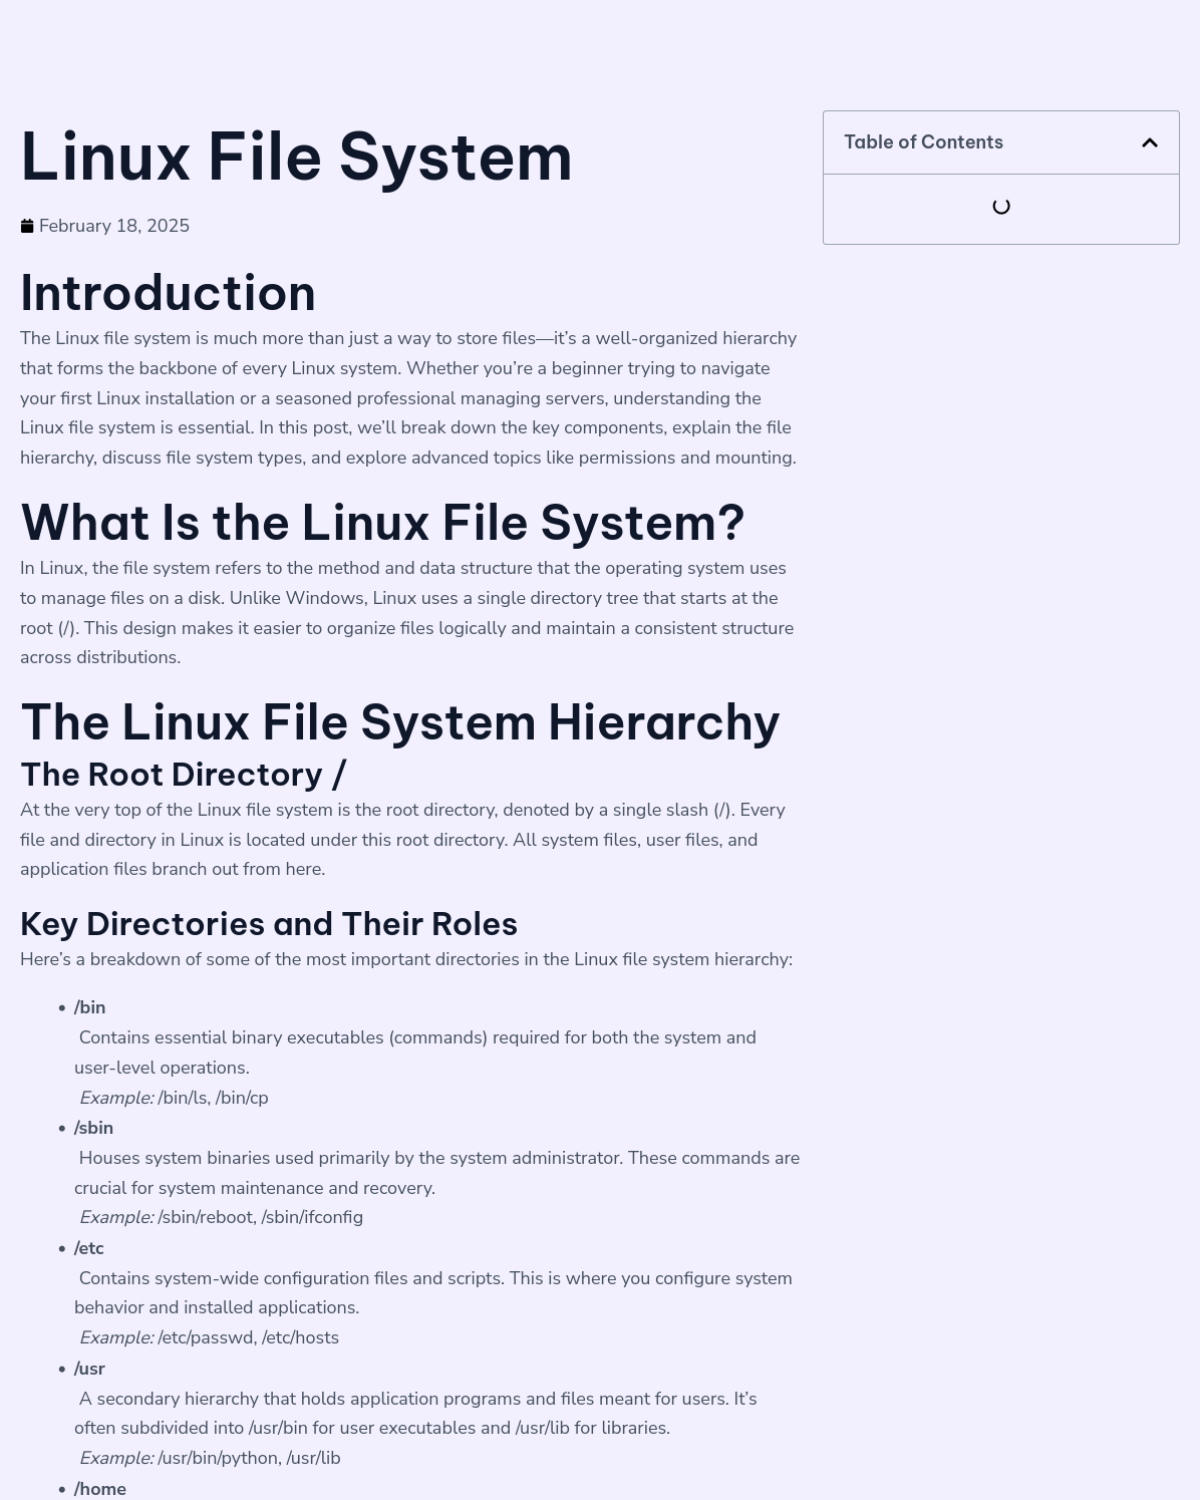 Linux File System
February 18, 2025
Introduction
The Linux file system is much more than just a way to store files—it’s a well-organized hierarchy
that forms the backbone of every Linux system. Whether you’re a beginner trying to navigate
your first Linux installation or a seasoned professional managing servers, understanding the
Linux file system is essential. In this post, we’ll break down the key components, explain the file
hierarchy, discuss file system types, and explore advanced topics like permissions and mounting.
What Is the Linux File System?
In Linux, the file system refers to the method and data structure that the operating system uses
to manage files on a disk. Unlike Windows, Linux uses a single directory tree that starts at the
root (/). This design makes it easier to organize files logically and maintain a consistent structure
across distributions.
The Linux File System Hierarchy
The Root Directory /
At the very top of the Linux file system is the root directory, denoted by a single slash (/). Every
file and directory in Linux is located under this root directory. All system files, user files, and
application files branch out from here.
Key Directories and Their Roles
Here’s a breakdown of some of the most important directories in the Linux file system hierarchy:
• /bin
Contains essential binary executables (commands) required for both the system and
user-level operations.
Example: /bin/ls, /bin/cp
• /sbin
Houses system binaries used primarily by the system administrator. These commands are
crucial for system maintenance and recovery.
Example: /sbin/reboot, /sbin/ifconfig
• /etc
Contains system-wide configuration files and scripts. This is where you configure system
behavior and installed applications.
Example: /etc/passwd, /etc/hosts
• /usr
A secondary hierarchy that holds application programs and files meant for users. It’s
often subdivided into /usr/bin for user executables and /usr/lib for libraries.
Example: /usr/bin/python, /usr/lib
• /home
Table of Contents